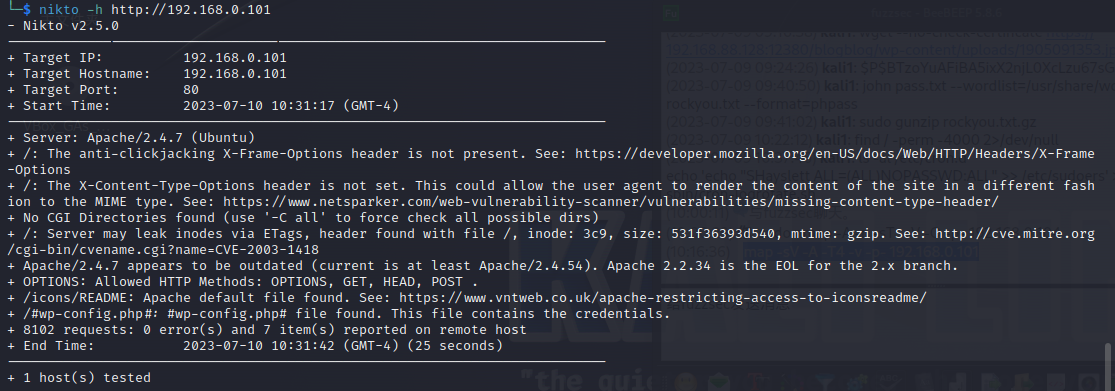 └─$ nikto -h http://192.168.0.101
- Nikto v2.5.0
---------------------------------------------------------------------------
+ Target IP:          192.168.0.101
+ Target Hostname:    192.168.0.101
+ Target Port:        80
+ Start Time:         2023-07-10 10:31:17 (GMT-4)
---------------------------------------------------------------------------
+ Server: Apache/2.4.7 (Ubuntu)
+ /: The anti-clickjacking X-Frame-Options header is not present. See: https://developer.mozilla.org/en-US/docs/Web/HTTP/Headers/X-Frame
-Options
+ /: The X-Content-Type-Options header is not set. This could allow the user agent to render the content of the site in a different fash
ion to the MIME type. See: https://www.netsparker.com/web-vulnerability-scanner/vulnerabilities/missing-content-type-header/
+ No CGI Directories found (use '-C all' to force check all possible dirs)
+ /: Server may leak inodes via ETags, header found with file /, inode: 3c9, size: 531f36393d540, mtime: gzip. See: http://cve.mitre.org
/cgi-bin/cvename.cgi?name=CVE-2003-1418
+ Apache/2.4.7 appears to be outdated (current is at least Apache/2.4.54). Apache 2.2.34 is the EOL for the 2.x branch.
+ OPTIONS: Allowed HTTP Methods: OPTIONS, GET, HEAD, POST .
+ /icons/README: Apache default file found. See: https://www.vntweb.co.uk/apache-restricting-access-to-iconsreadme/
+ /#wp-config.php#: #wp-config.php# file found. This file contains the credentials.
+ 8102 requests: 0 error(s) and 7 item(s) reported on remote host
+ End Time:           2023-07-10 10:31:42 (GMT-4) (25 seconds)
---------------------------------------------------------------------------
+ 1 host(s) tested